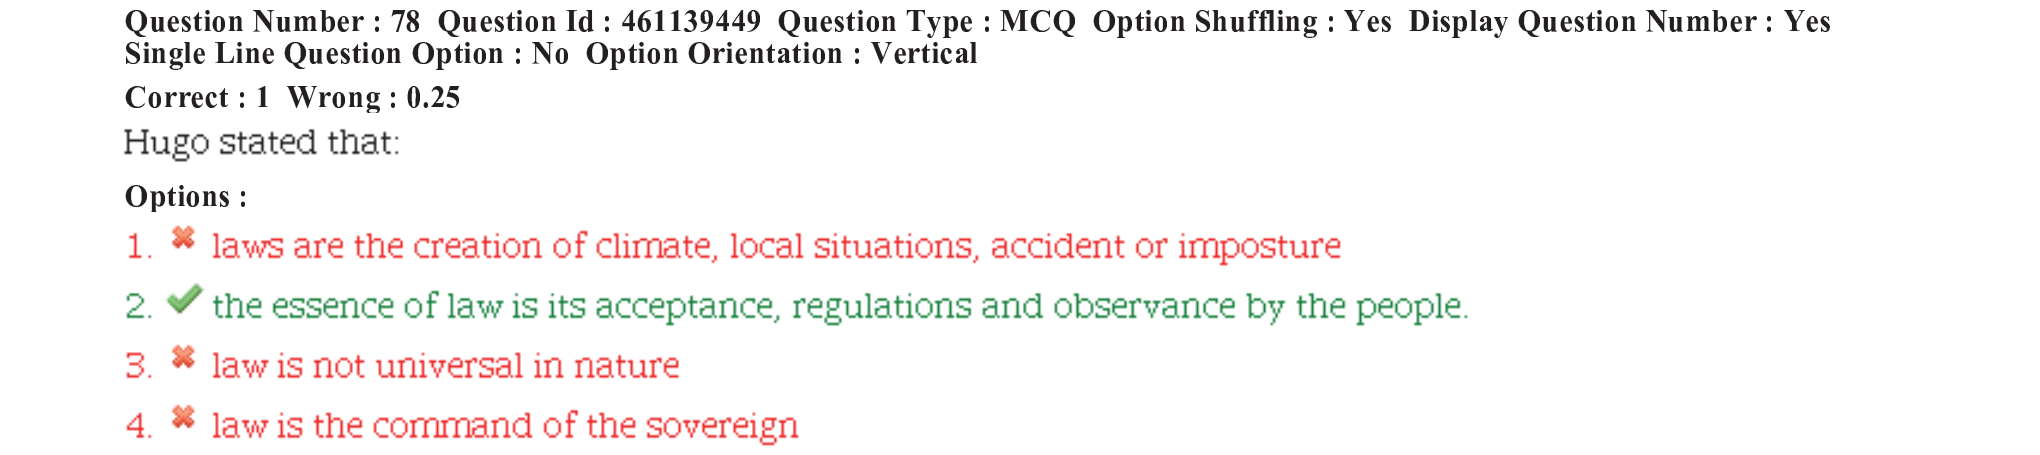 Question Number : 78 Question Id : 461139449 Question Type : MCQ Option Shuffling : Yes Display Question Number : Yes
Single Line Question Option : No Option Orientation : Vertical
Correct : 1 Wrong : 0.25
Hugo stated that:
Options :
1. laws are the creation of climate, local situations, accident or imposture
2. the essence of law is its acceptance, regulations and observance by the people.
3. law is not universal in nature
4. law is the command of the sovereign